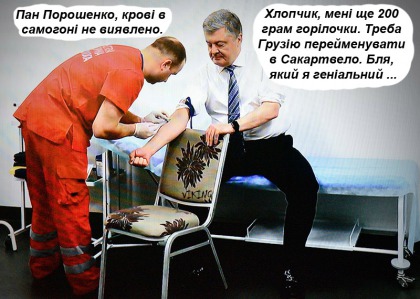 Пан Порошенко, крові в
самогоні не виявлено.
Хлопчик, мені ще 200
грам горілочки. Треба
Грузію перейменувати
в Сакартвело. Бля,
який я геніальний ...
VIKING